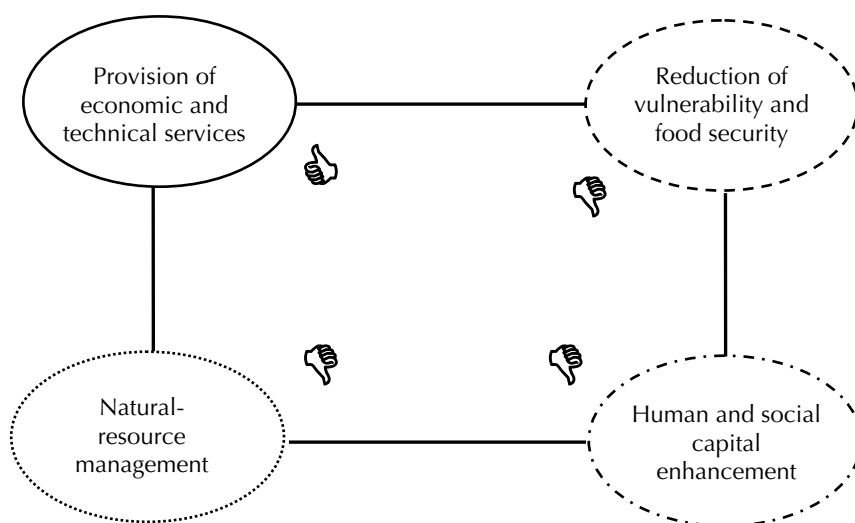 Provision of
economic and
technical services
Reduction of
vulnerability and
food security
Natural-
resource
management
Human and social
capital
enhancement